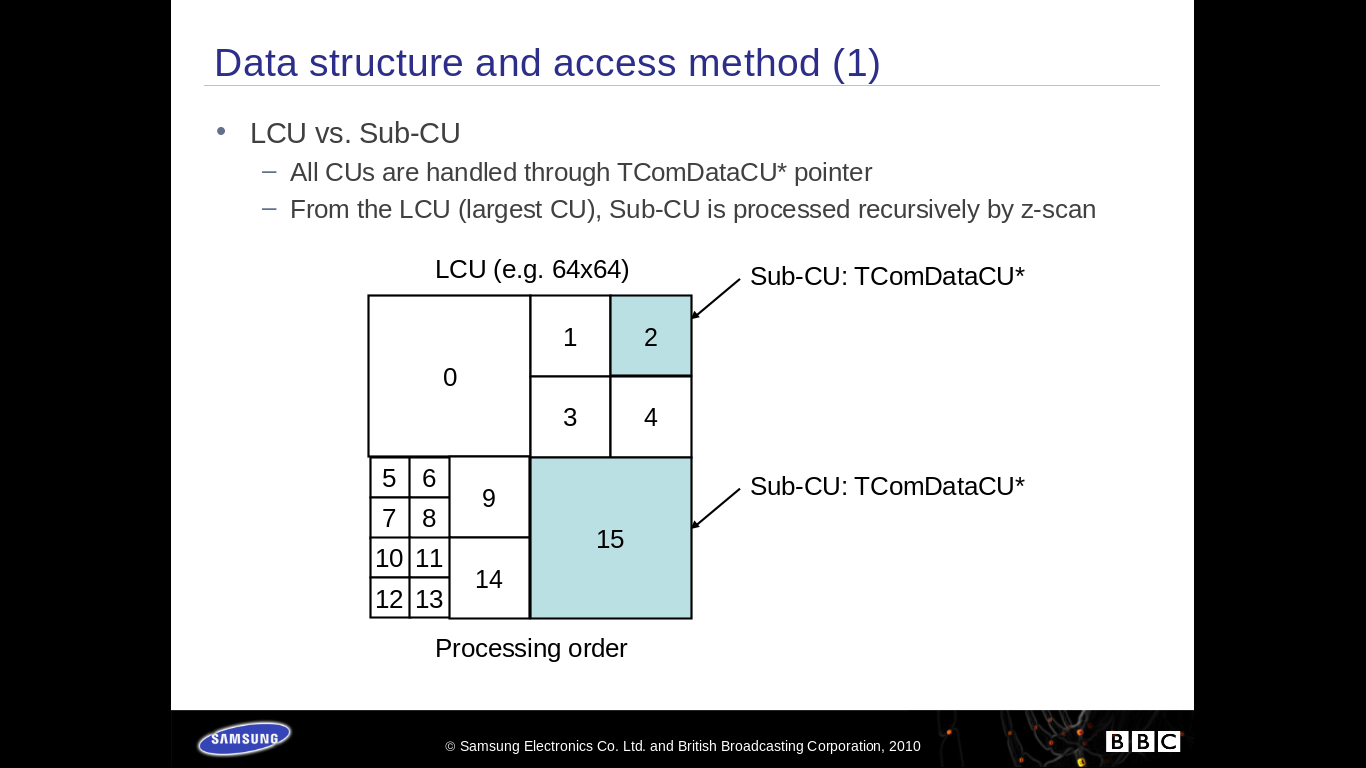 Data structure and access method (1)
• LCU vs. Sub-CU
– All CUs are handled through TComDataCU* pointer
– From the LCU (largest CU), Sub-CU is processed recursively by z-scan
LCU (e.g. 64x64)
Sub-CU: TComDataCU*
0
1
2
3
4
5
6
7
8
9
10
11
12
13
14
15
Sub-CU: TComDataCU*
Processing order
SAMSUNG
© Samsung Electronics Co. Ltd. and British Broadcasting Corporation, 2010
BBC